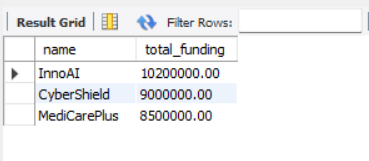 Result Grid Filter Rows:
name total_funding
InnoAI 10200000.00
CyberShield 9000000.00
MediCarePlus 8500000.00